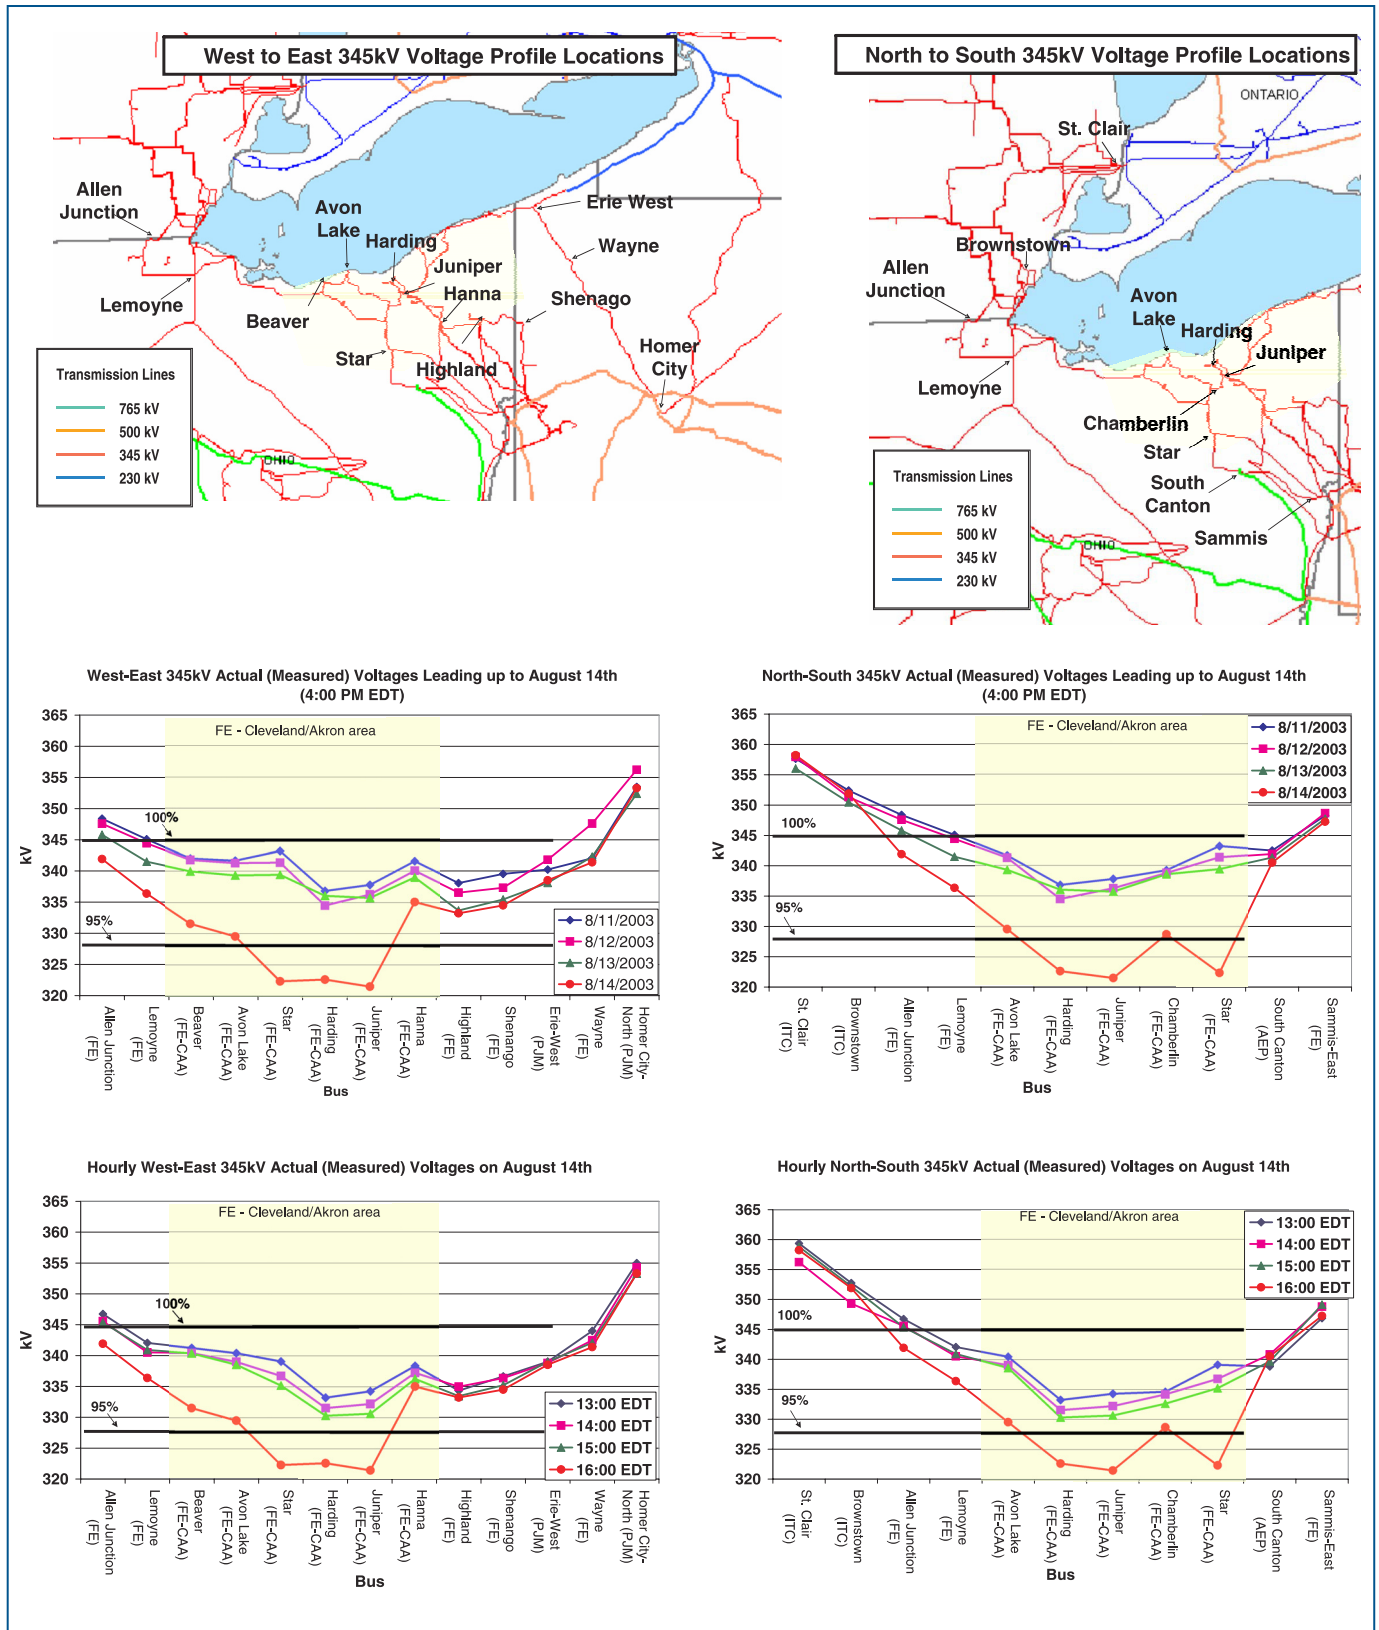 West to East 345kV Voltage Profile Locations
Allen
Junction
Avon
Lake
Harding
Erie West
Wayne
Juniper
Hanna
Shenago
Lemoyne
Beaver
Star
Highland
Homer
City
OHIO
Transmission Lines
765 kV
500 kV
345 kV
230 kV
North to South 345kV Voltage Profile Locations
ONTARIO
St. Clair
Brownstown
Allen
Junction
Avon
Lake
Harding
Juniper
Lemoyne
Chamberlin
Star
South
Canton
Sammis
OHIO
Transmission Lines
765 kV
500 kV
345 kV
230 kV
West-East 345kV Actual (Measured) Voltages Leading up to August 14th
(4:00 PM EDT)
FE - Cleveland/Akron area
kV
365
360
355
350
345
340
335
330
325
320
100%
95%
8/11/2003
8/12/2003
8/13/2003
8/14/2003
Allen Junction
(FE)
Lemoyne
(FE)
Beaver
(FE-CAA)
Avon Lake
(FE-CAA)
Star
(FE-CAA)
Harding
(FE-CAA)
Juniper
(FE-CAA)
Hanna
(FE-CAA)
Highland
(FE)
Shenango
(FE)
Erie-West
(PJM)
Wayne
(FE)
Homer City-
North (PJM)
Bus
North-South 345kV Actual (Measured) Voltages Leading up to August 14th
(4:00 PM EDT)
FE - Cleveland/Akron area
kV
365
360
355
350
345
340
335
330
325
320
100%
95%
8/11/2003
8/12/2003
8/13/2003
8/14/2003
St. Clair
(ITC)
Brownstown
(ITC)
Allen Junction
(FE)
Lemoyne
(FE)
Avon Lake
(FE-CAA)
Harding
(FE-CAA)
Juniper
(FE-CAA)
Chamberlin
(FE-CAA)
Star
(FE-CAA)
South Canton
(AEP)
Sammis-East
(FE)
Bus
Hourly West-East 345kV Actual (Measured) Voltages on August 14th
FE - Cleveland/Akron area
kV
365
360
355
350
345
340
335
330
325
320
100%
95%
13:00 EDT
14:00 EDT
15:00 EDT
16:00 EDT
Allen Junction
(FE)
Lemoyne
(FE)
Beaver
(FE-CAA)
Avon Lake
(FE-CAA)
Star
(FE-CAA)
Harding
(FE-CAA)
Juniper
(FE-CAA)
Hanna
(FE-CAA)
Highland
(FE)
Shenango
(FE)
Erie-West
(PJM)
Wayne
(FE)
Homer City-
North (PJM)
Bus
Hourly North-South 345kV Actual (Measured) Voltages on August 14th
FE - Cleveland/Akron area
kV
365
360
355
350
345
340
335
330
325
320
100%
95%
13:00 EDT
14:00 EDT
15:00 EDT
16:00 EDT
St. Clair
(ITC)
Brownstown
(ITC)
Allen Junction
(FE)
Lemoyne
(FE)
Avon Lake
(FE-CAA)
Harding
(FE-CAA)
Juniper
(FE-CAA)
Chamberlin
(FE-CAA)
Star
(FE-CAA)
South Canton
(AEP)
Sammis-East
(FE)
Bus